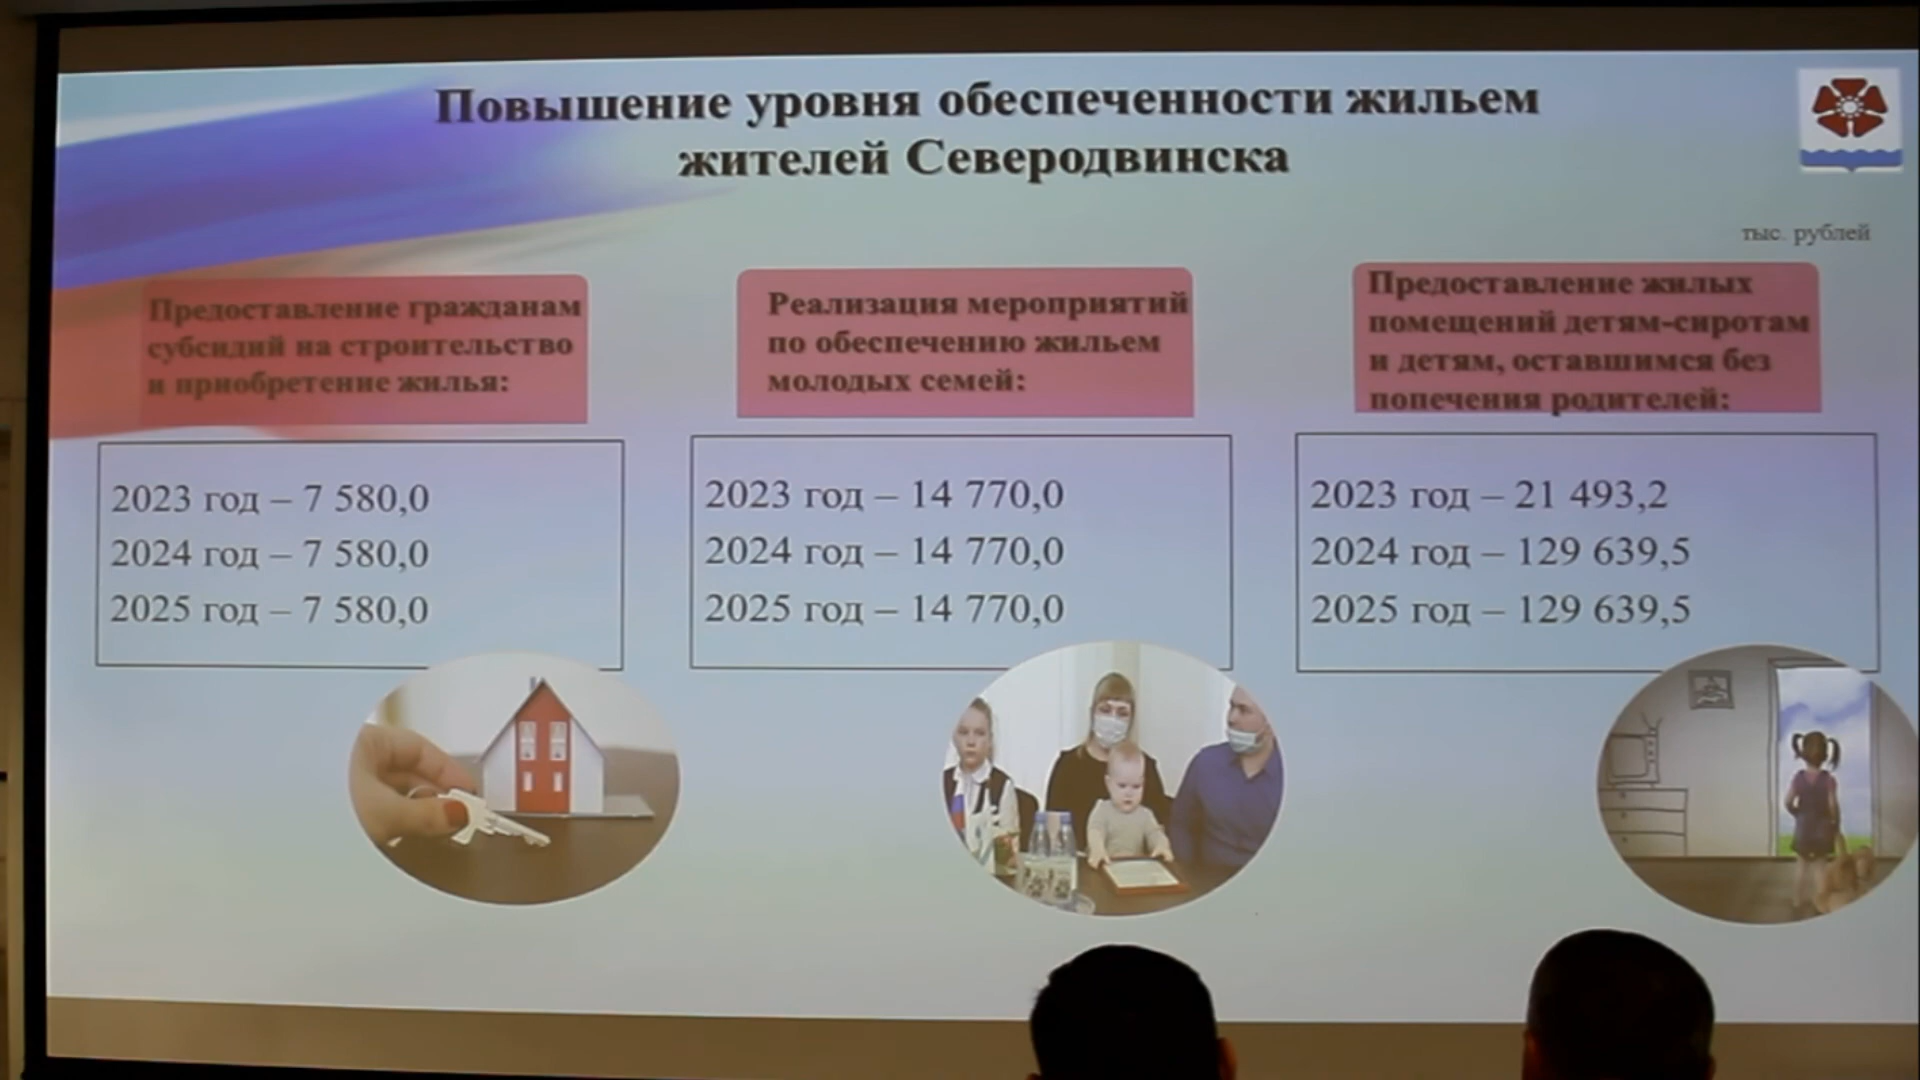 Повышение уровня обеспеченности жильем
жителей Северодвинска
тыс. рублей
Предоставление гражданам
субсидий на строительство
и приобретение жилья:
2023 год – 7 580,0
2024 год – 7 580,0
2025 год – 7 580,0
Реализация мероприятий
по обеспечению жильем
молодых семей:
2023 год – 14 770,0
2024 год – 14 770,0
2025 год – 14 770,0
Предоставление жилых
помещений детям-сиротам
и детям, оставшимся без
попечения родителей:
2023 год – 21 493,2
2024 год – 129 639,5
2025 год – 129 639,5